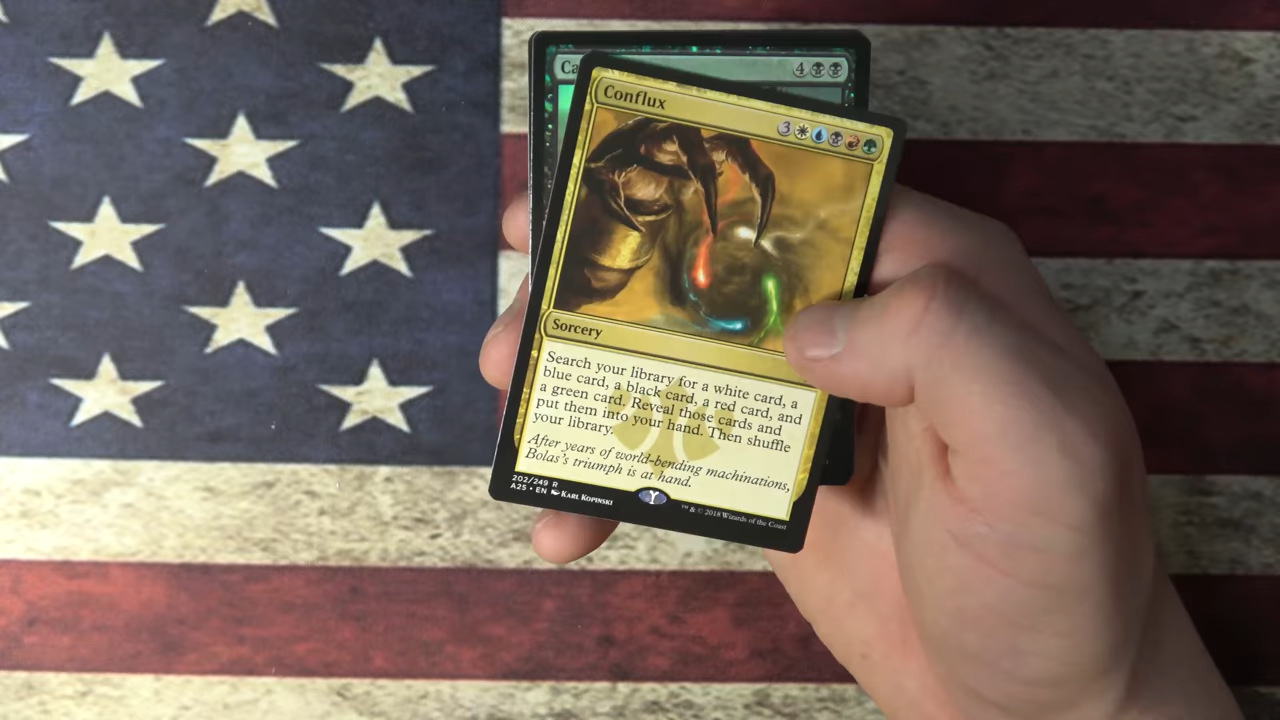 Ca
4
Conflux
3
Sorcery
Search your library for a white card, a
blue card, a black card, a red card, and
a green card. Reveal those cards and
put them into your hand. Then shuffle
your library.
After years of world-bending machinations,
Bolas's triumph is at hand.
202/249 R
A25 • EN Karl Kopinski
™ & © 2018 Wizards of the Coast